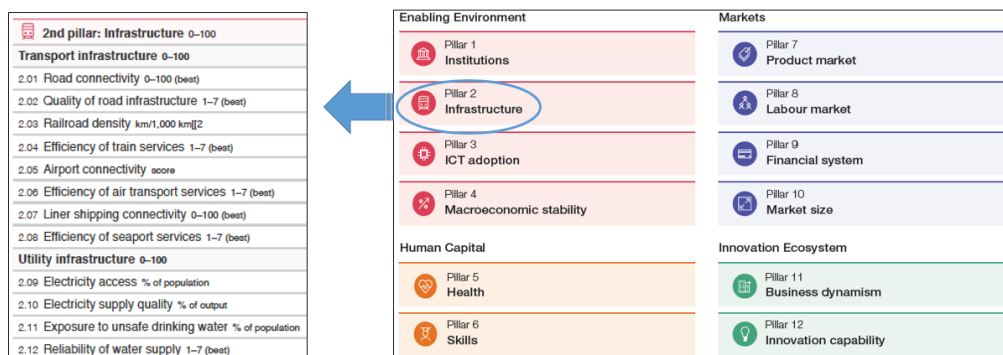 2nd pillar: Infrastructure 0–100
Transport infrastructure 0–100
2.01 Road connectivity 0–100 (best)
2.02 Quality of road infrastructure 1–7 (best)
2.03 Railroad density km/1,000 km[[2
2.04 Efficiency of train services 1–7 (best)
2.05 Airport connectivity score
2.06 Efficiency of air transport services 1–7 (best)
2.07 Liner shipping connectivity 0–100 (best)
2.08 Efficiency of seaport services 1–7 (best)
Utility infrastructure 0–100
2.09 Electricity access % of population
2.10 Electricity supply quality % of output
2.11 Exposure to unsafe drinking water % of population
2.12 Reliability of water supply 1–7 (best)
Enabling Environment
Pillar 1
Institutions
Pillar 2
Infrastructure
Pillar 3
ICT adoption
Pillar 4
Macroeconomic stability
Markets
Pillar 7
Product market
Pillar 8
Labour market
Pillar 9
Financial system
Pillar 10
Market size
Human Capital
Pillar 5
Health
Pillar 6
Skills
Innovation Ecosystem
Pillar 11
Business dynamism
Pillar 12
Innovation capability